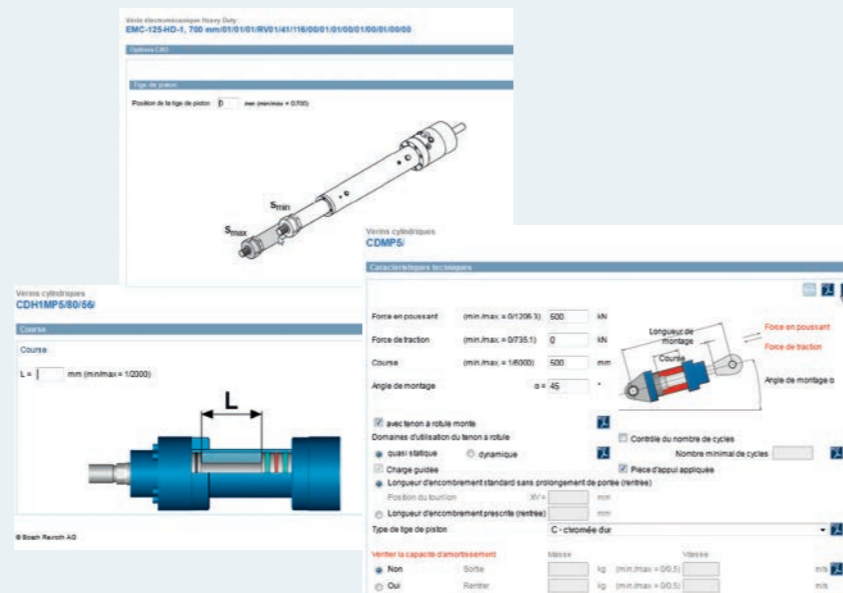 Vérin électromécanique Heavy Duty
EMC-125-HD-1, 700 mm/01/01/01/RV01/41/116/00/01/01/00/01/00/01/00/00
Options CAO
Tige de piston
Position de la tige de piston 0 mm (min/max = 0/700)
Smin
Smax
Vérins cylindriques
CDH1MP5/80/56/
Course
Course
L = mm (min/max = 1/2000)
L
© Bosch Rexroth AG
Vérins cylindriques
CDMP5/
Caractéristiques techniques
Force en poussant (min./max. = 0/1206.3) 500 kN
Force de traction (min./max. = 0/735,1) 0 kN
Course (min./max. = 1/6000) 500 mm
Angle de montage α = 45 °
Longueur de montage
Course
Force en poussant
Force de traction
Angle de montage α
avec tenon à rotule monté
Domaines d'utilisation du tenon à rotule
quasi statique dynamique
Contrôle du nombre de cycles
Nombre minimal de cycles
Charge guidée
Pièce d'appui appliquée
Longueur d'encombrement standard sans prolongement de portée (rentrée)
Position du tourillon XV = mm
Longueur d'encombrement prescrite (rentrée) mm
Type de tige de piston C - chromée dur
Vérifier la capacité d'amortissement Masse Vitesse
Non Sortie kg (min./max = 0/0,5) m/s
Oui Rentrer kg (min./max = 0/0,5) m/s